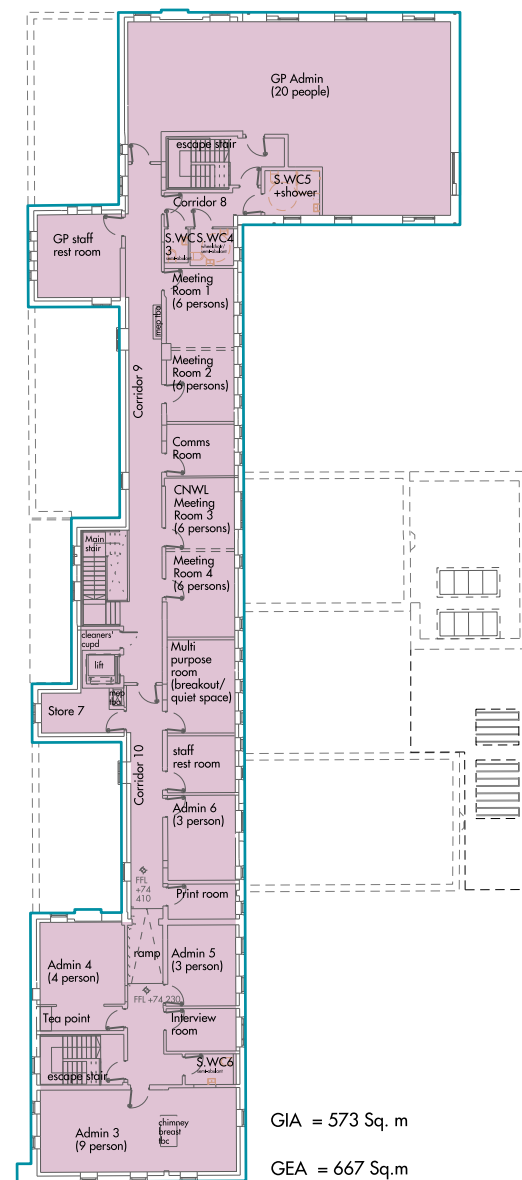 GP Admin
(20 people)
escape stair
S.WC5
+shower
Corridor 8
S.WC
3
S.WC4
GP staff
rest room
Meeting
Room 1
(6 persons)
mep tba
Meeting
Room 2
(6 persons)
Corridor 9
Comms
Room
CNWL
Meeting
Room 3
(6 persons)
Main
stair
Meeting
Room 4
(6 persons)
cleaners'
cupd
lift
Multi
purpose
room
(breakout/
quiet space)
mep
tba
Store 7
Corridor 10
staff
rest room
Admin 6
(3 person)
FFL
+74
410
Print room
ramp
Admin 5
(3 person)
Admin 4
(4 person)
FFL +74 230
Tea point
Interview
room
S.WC6
escape stair
Admin 3
(9 person)
chimney
breast
tbc
GIA = 573 Sq. m
GEA = 667 Sq.m